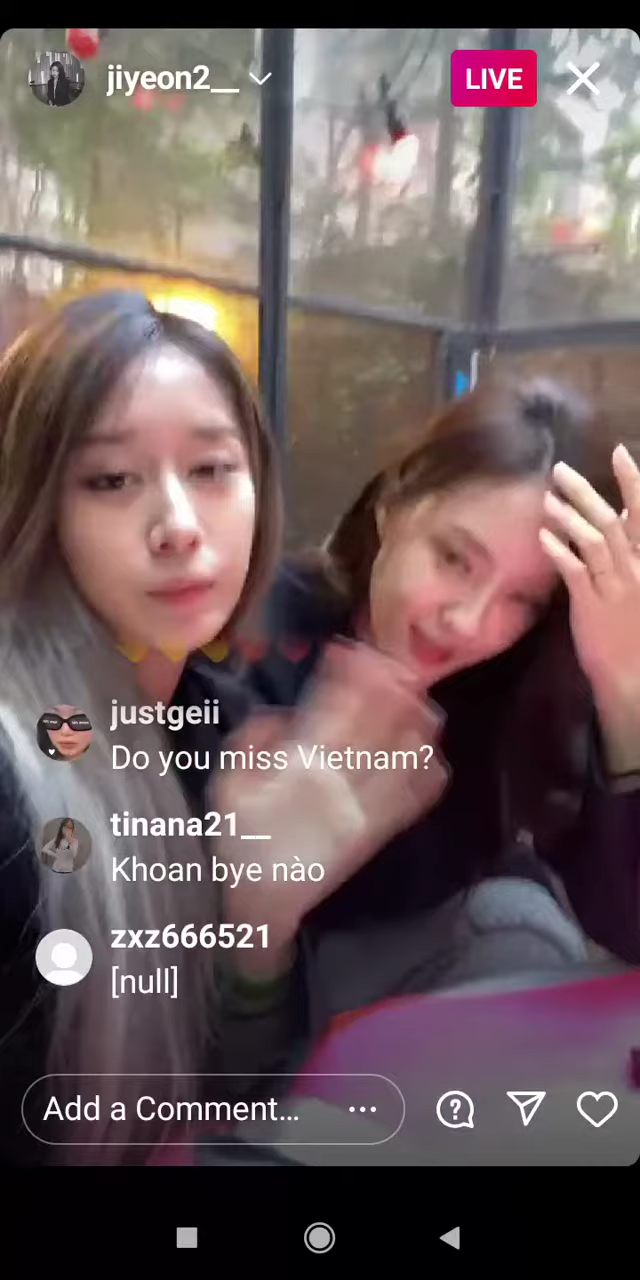 jiyeon2__
LIVE
justgeii
Do you miss Vietnam?
tinana21__
Khoan bye nào
zxz666521
[null]
Add a Comment...